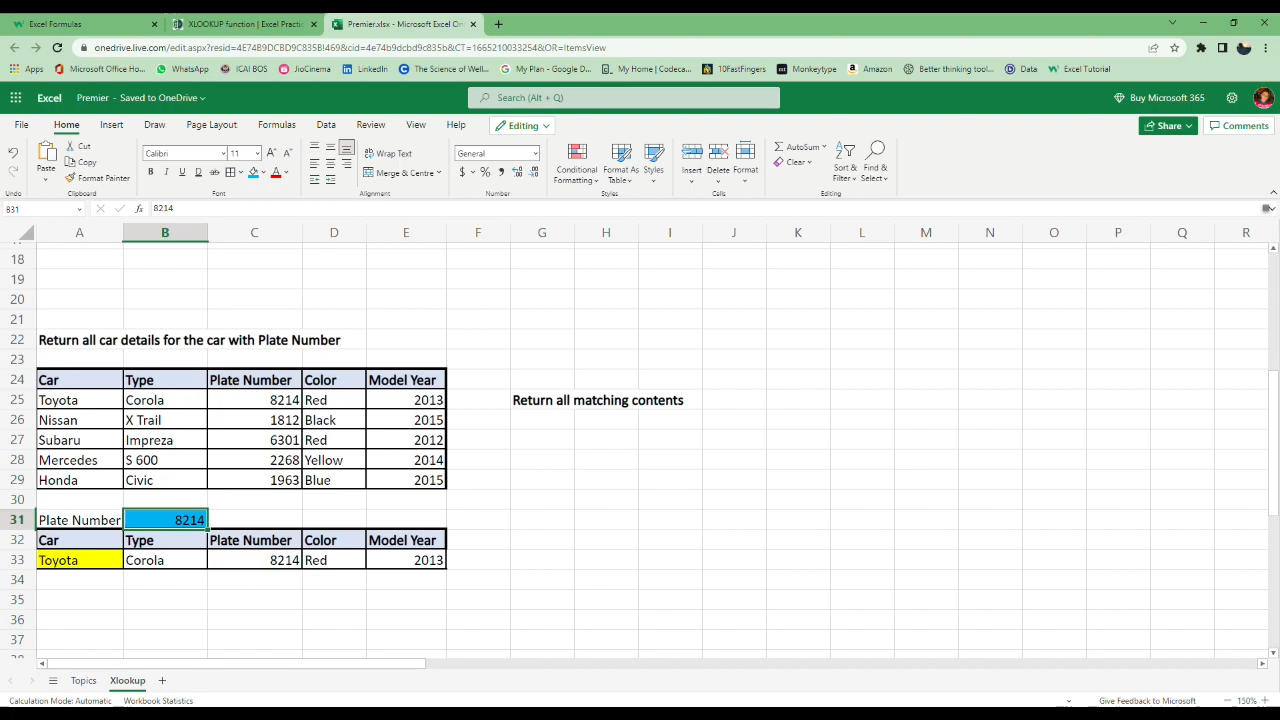 Excel Formulas
XLOOKUP function | Excel Practic
Premier.xlsx - Microsoft Excel On
onedrive.live.com/edit.aspx?resid=4E74B9DCBD9C835B!469&cid=4e74b9dcbd9c835b&CT=1665210033254&OR=ItemsView
Apps Microsoft Office Ho... WhatsApp ICAI BOS JioCinema LinkedIn The Science of Well... My Plan - Google D... My Home | Codeca... 10FastFingers Monkeytype Amazon Better thinking tool... Data Excel Tutorial
Excel Premier - Saved to OneDrive Search (Alt + Q) Buy Microsoft 365
File Home Insert Draw Page Layout Formulas Data Review View Help Editing Share Comments
Cut
Copy
Format Painter
Paste
Calibri 11
B I U D ab A
Wrap Text
Merge & Centre
General
$ % 9
Conditional Formatting
Format As Table
Styles
Insert Delete Format
AutoSum
Clear
Sort & Filter
Find & Select
Undo Clipboard Font Alignment Number Styles Cells Editing
B31 fx 8214
A B C D E F G H I J K L M N O P Q R
18
19
20
21
22 Return all car details for the car with Plate Number
23
24 Car Type Plate Number Color Model Year
25 Toyota Corola 8214 Red 2013 Return all matching contents
26 Nissan X Trail 1812 Black 2015
27 Subaru Impreza 6301 Red 2012
28 Mercedes S 600 2268 Yellow 2014
29 Honda Civic 1963 Blue 2015
30
31 Plate Number 8214
32 Car Type Plate Number Color Model Year
33 Toyota Corola 8214 Red 2013
34
35
36
37
Topics Xlookup
Calculation Mode: Automatic Workbook Statistics Give Feedback to Microsoft 150%